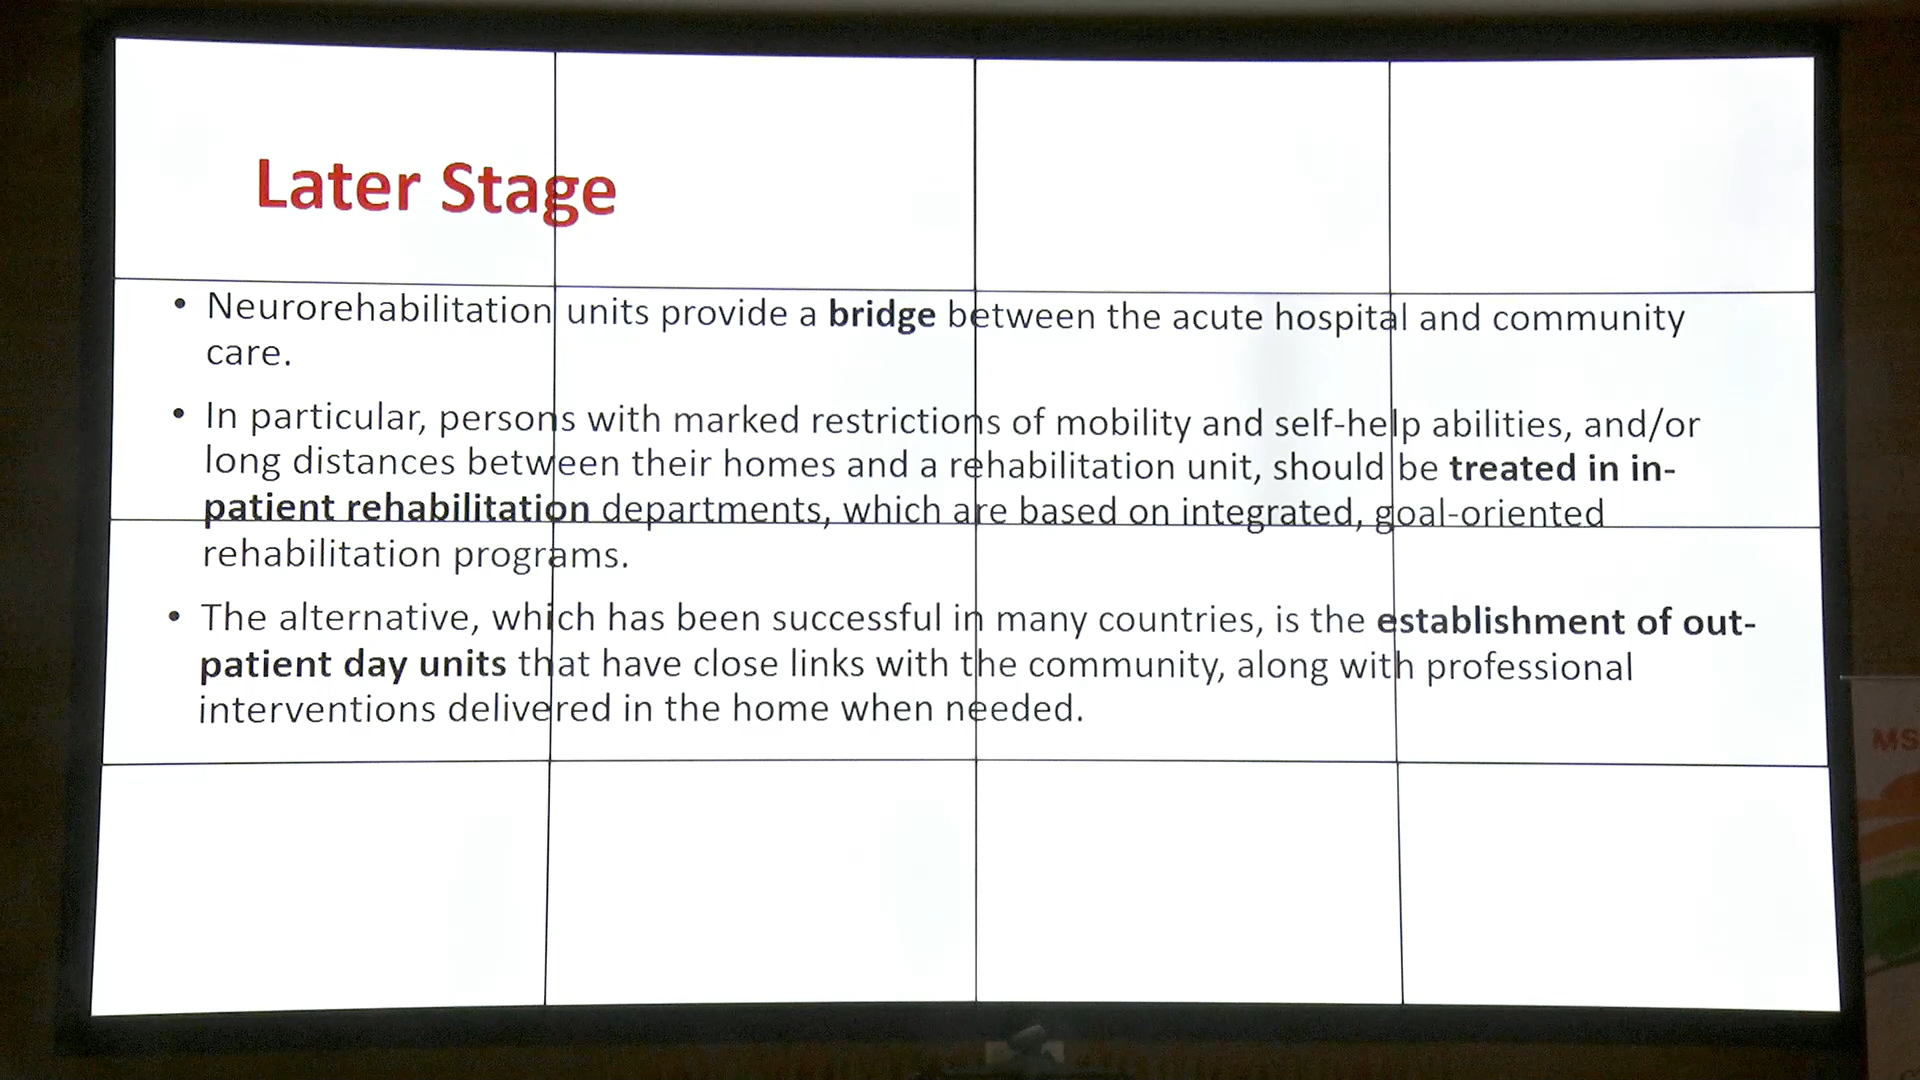 Later Stage
• Neurorehabilitation units provide a bridge between the acute hospital and community
care.
• In particular, persons with marked restrictions of mobility and self-help abilities, and/or
long distances between their homes and a rehabilitation unit, should be treated in in-
patient rehabilitation departments, which are based on integrated, goal-oriented
rehabilitation programs.
• The alternative, which has been successful in many countries, is the establishment of out-
patient day units that have close links with the community, along with professional
interventions delivered in the home when needed.
MS